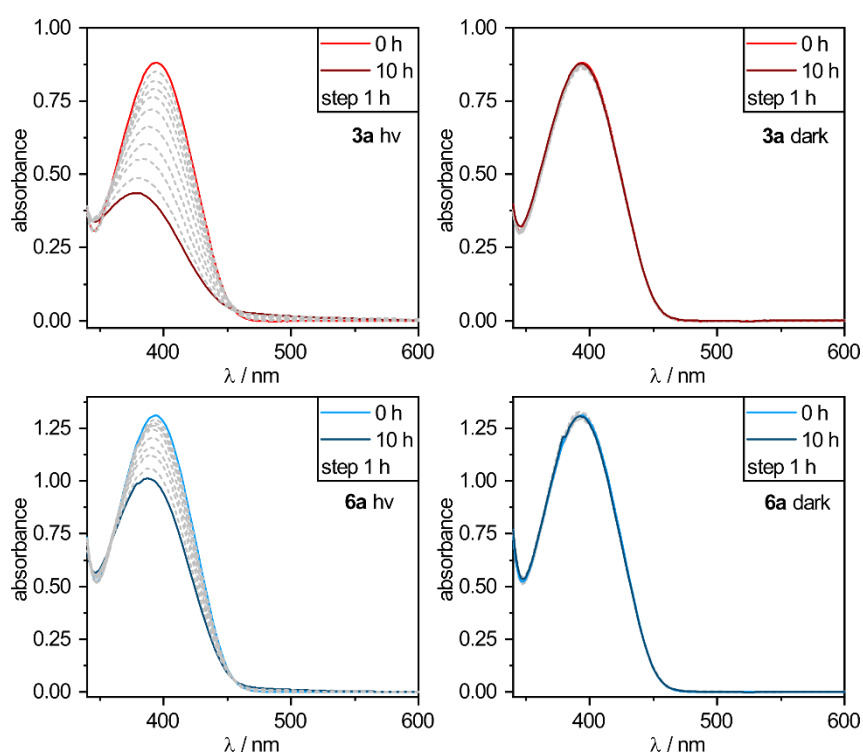 1.00
0.75
0.50
0.25
0.00
absorbance
400 500 600
λ / nm
0 h
10 h
step 1 h
3a hv
1.00
0.75
0.50
0.25
0.00
absorbance
400 500 600
λ / nm
0 h
10 h
step 1 h
3a dark
1.25
1.00
0.75
0.50
0.25
0.00
absorbance
400 500 600
λ / nm
0 h
10 h
step 1 h
6a hv
1.25
1.00
0.75
0.50
0.25
0.00
absorbance
400 500 600
λ / nm
0 h
10 h
step 1 h
6a dark